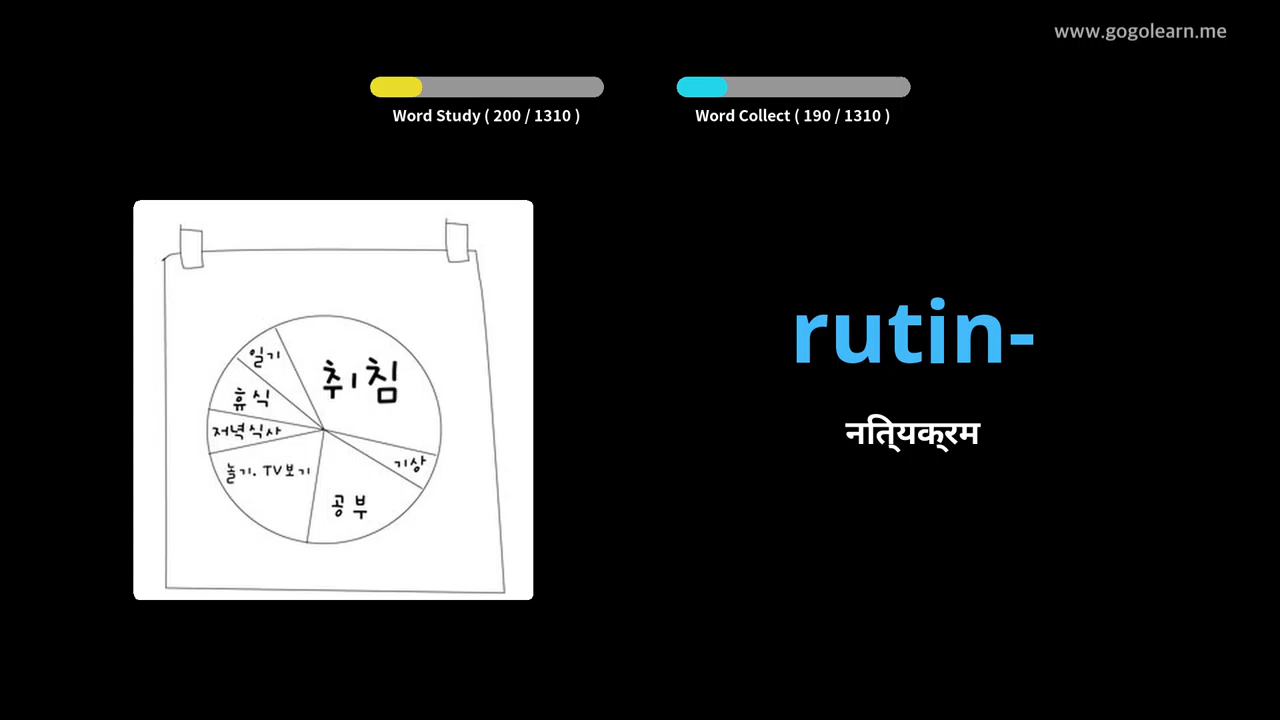 www.gogolearn.me
Word Study ( 200 / 1310 )
Word Collect ( 190 / 1310 )
일기
취침
휴식
저녁식사
기상
놀기. TV보기
공부
rutin-
नित्यक्रम